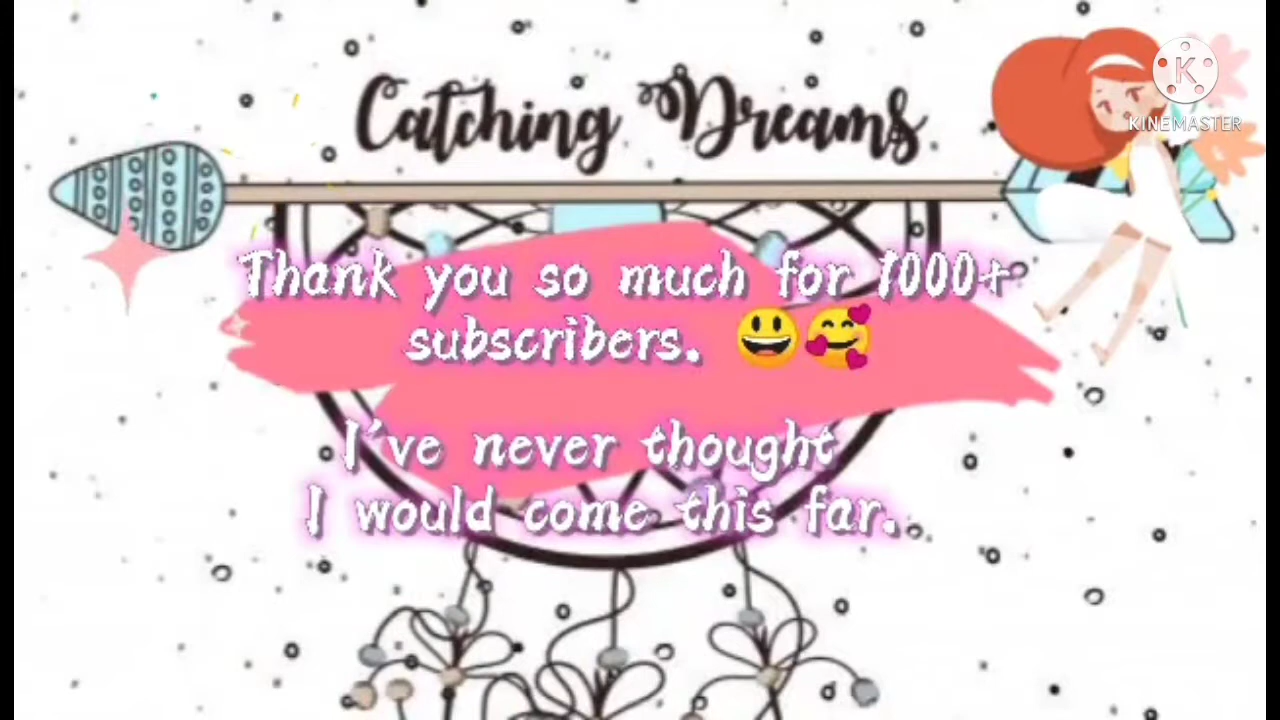 Catching Dreams
K
KINEMASTER
Thank you so much for 1000+
subscribers. 😃🥰
I've never thought
I would come this far.